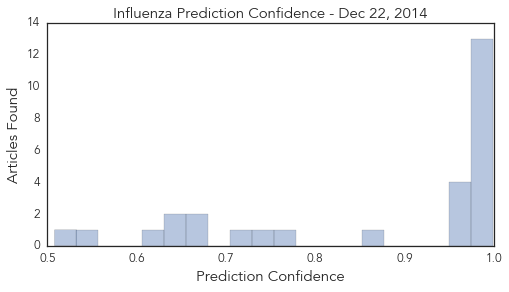 Influenza Prediction Confidence - Dec 22, 2014
Articles Found
14
12
10
8
6
4
2
0
0.5 0.6 0.7 0.8 0.9 1.0
Prediction Confidence